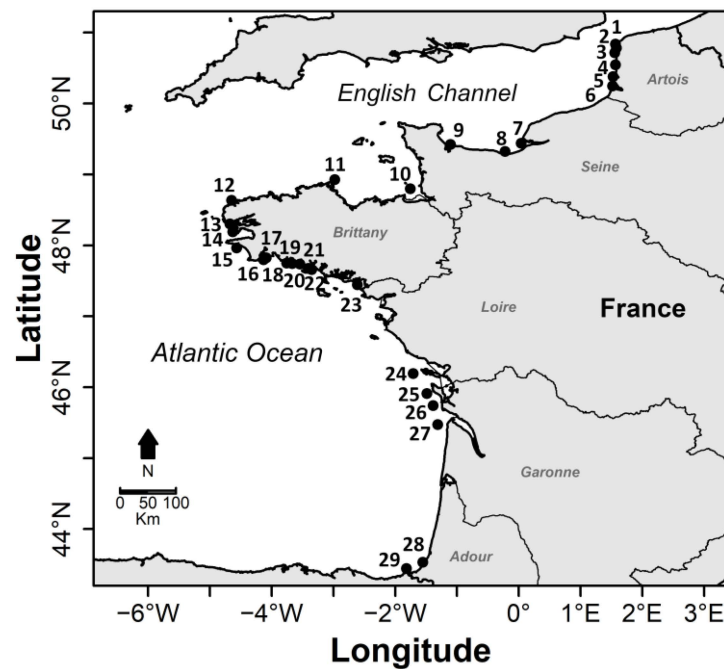 1
2
3
4
5
6
Artois
50°N
English Channel
7
8
9
Seine
10
11
12
13
14
15
16
17
18
19
20
21
22
23
Brittany
48°N
Latitude
Loire
France
Atlantic Ocean
24
25
26
27
46°N
N
0 50 100
Km
Garonne
44°N
28
29
Adour
−6°W −4°W −2°W 0° 1°E 2°E 3°E
Longitude